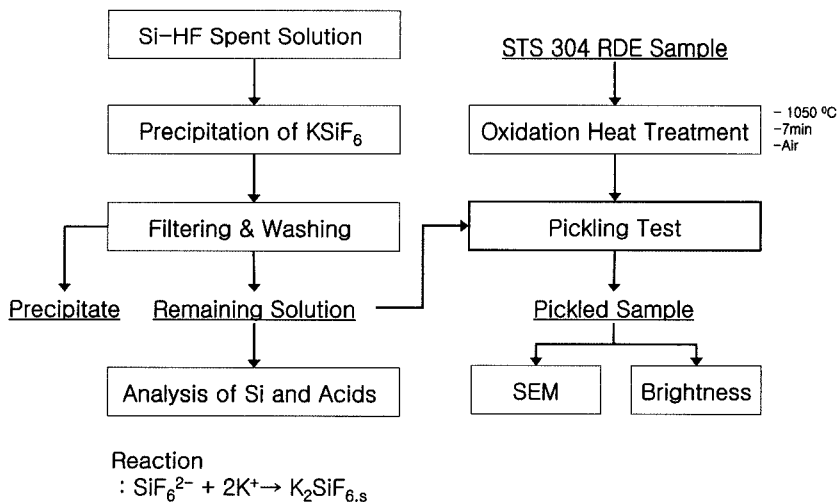 Si-HF Spent Solution
Precipitation of KSiF₆
Filtering & Washing
Precipitate
Remaining Solution
Analysis of Si and Acids
STS 304 RDE Sample
Oxidation Heat Treatment
- 1050 ⁰C
-7min
-Air
Pickling Test
Pickled Sample
SEM
Brightness
Reaction
: SiF₆²⁻ + 2K⁺→ K₂SiF₆.ₛ